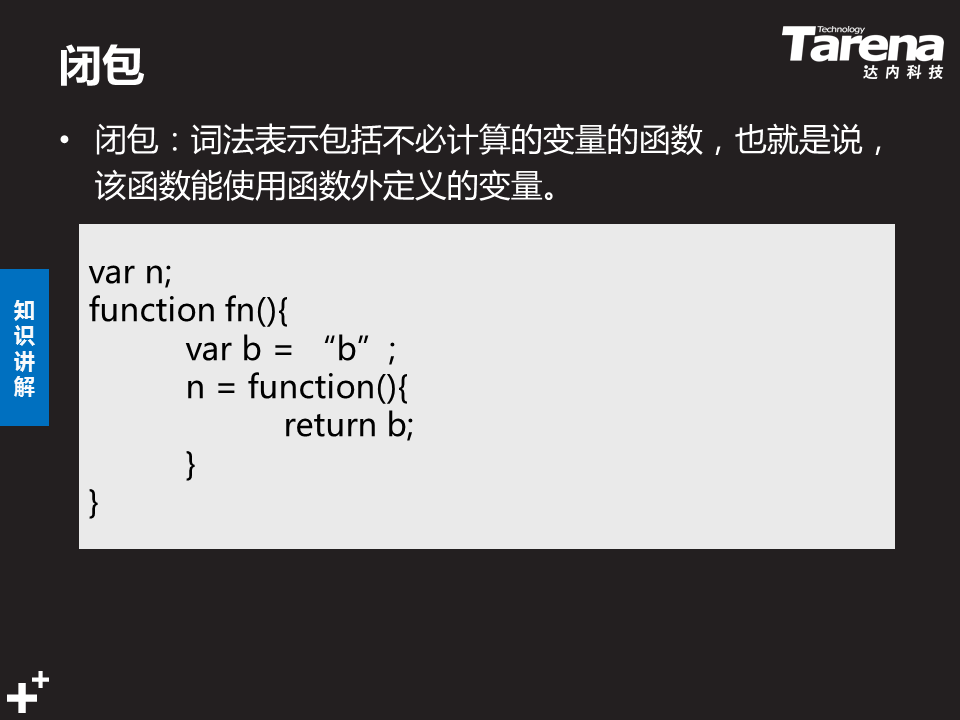 闭包
Technology
Tarena
达内科技
• 闭包：词法表示包括不必计算的变量的函数，也就是说，
该函数能使用函数外定义的变量。
知
识
讲
解
var n;
function fn(){
var b = “b”;
n = function(){
return b;
}
}